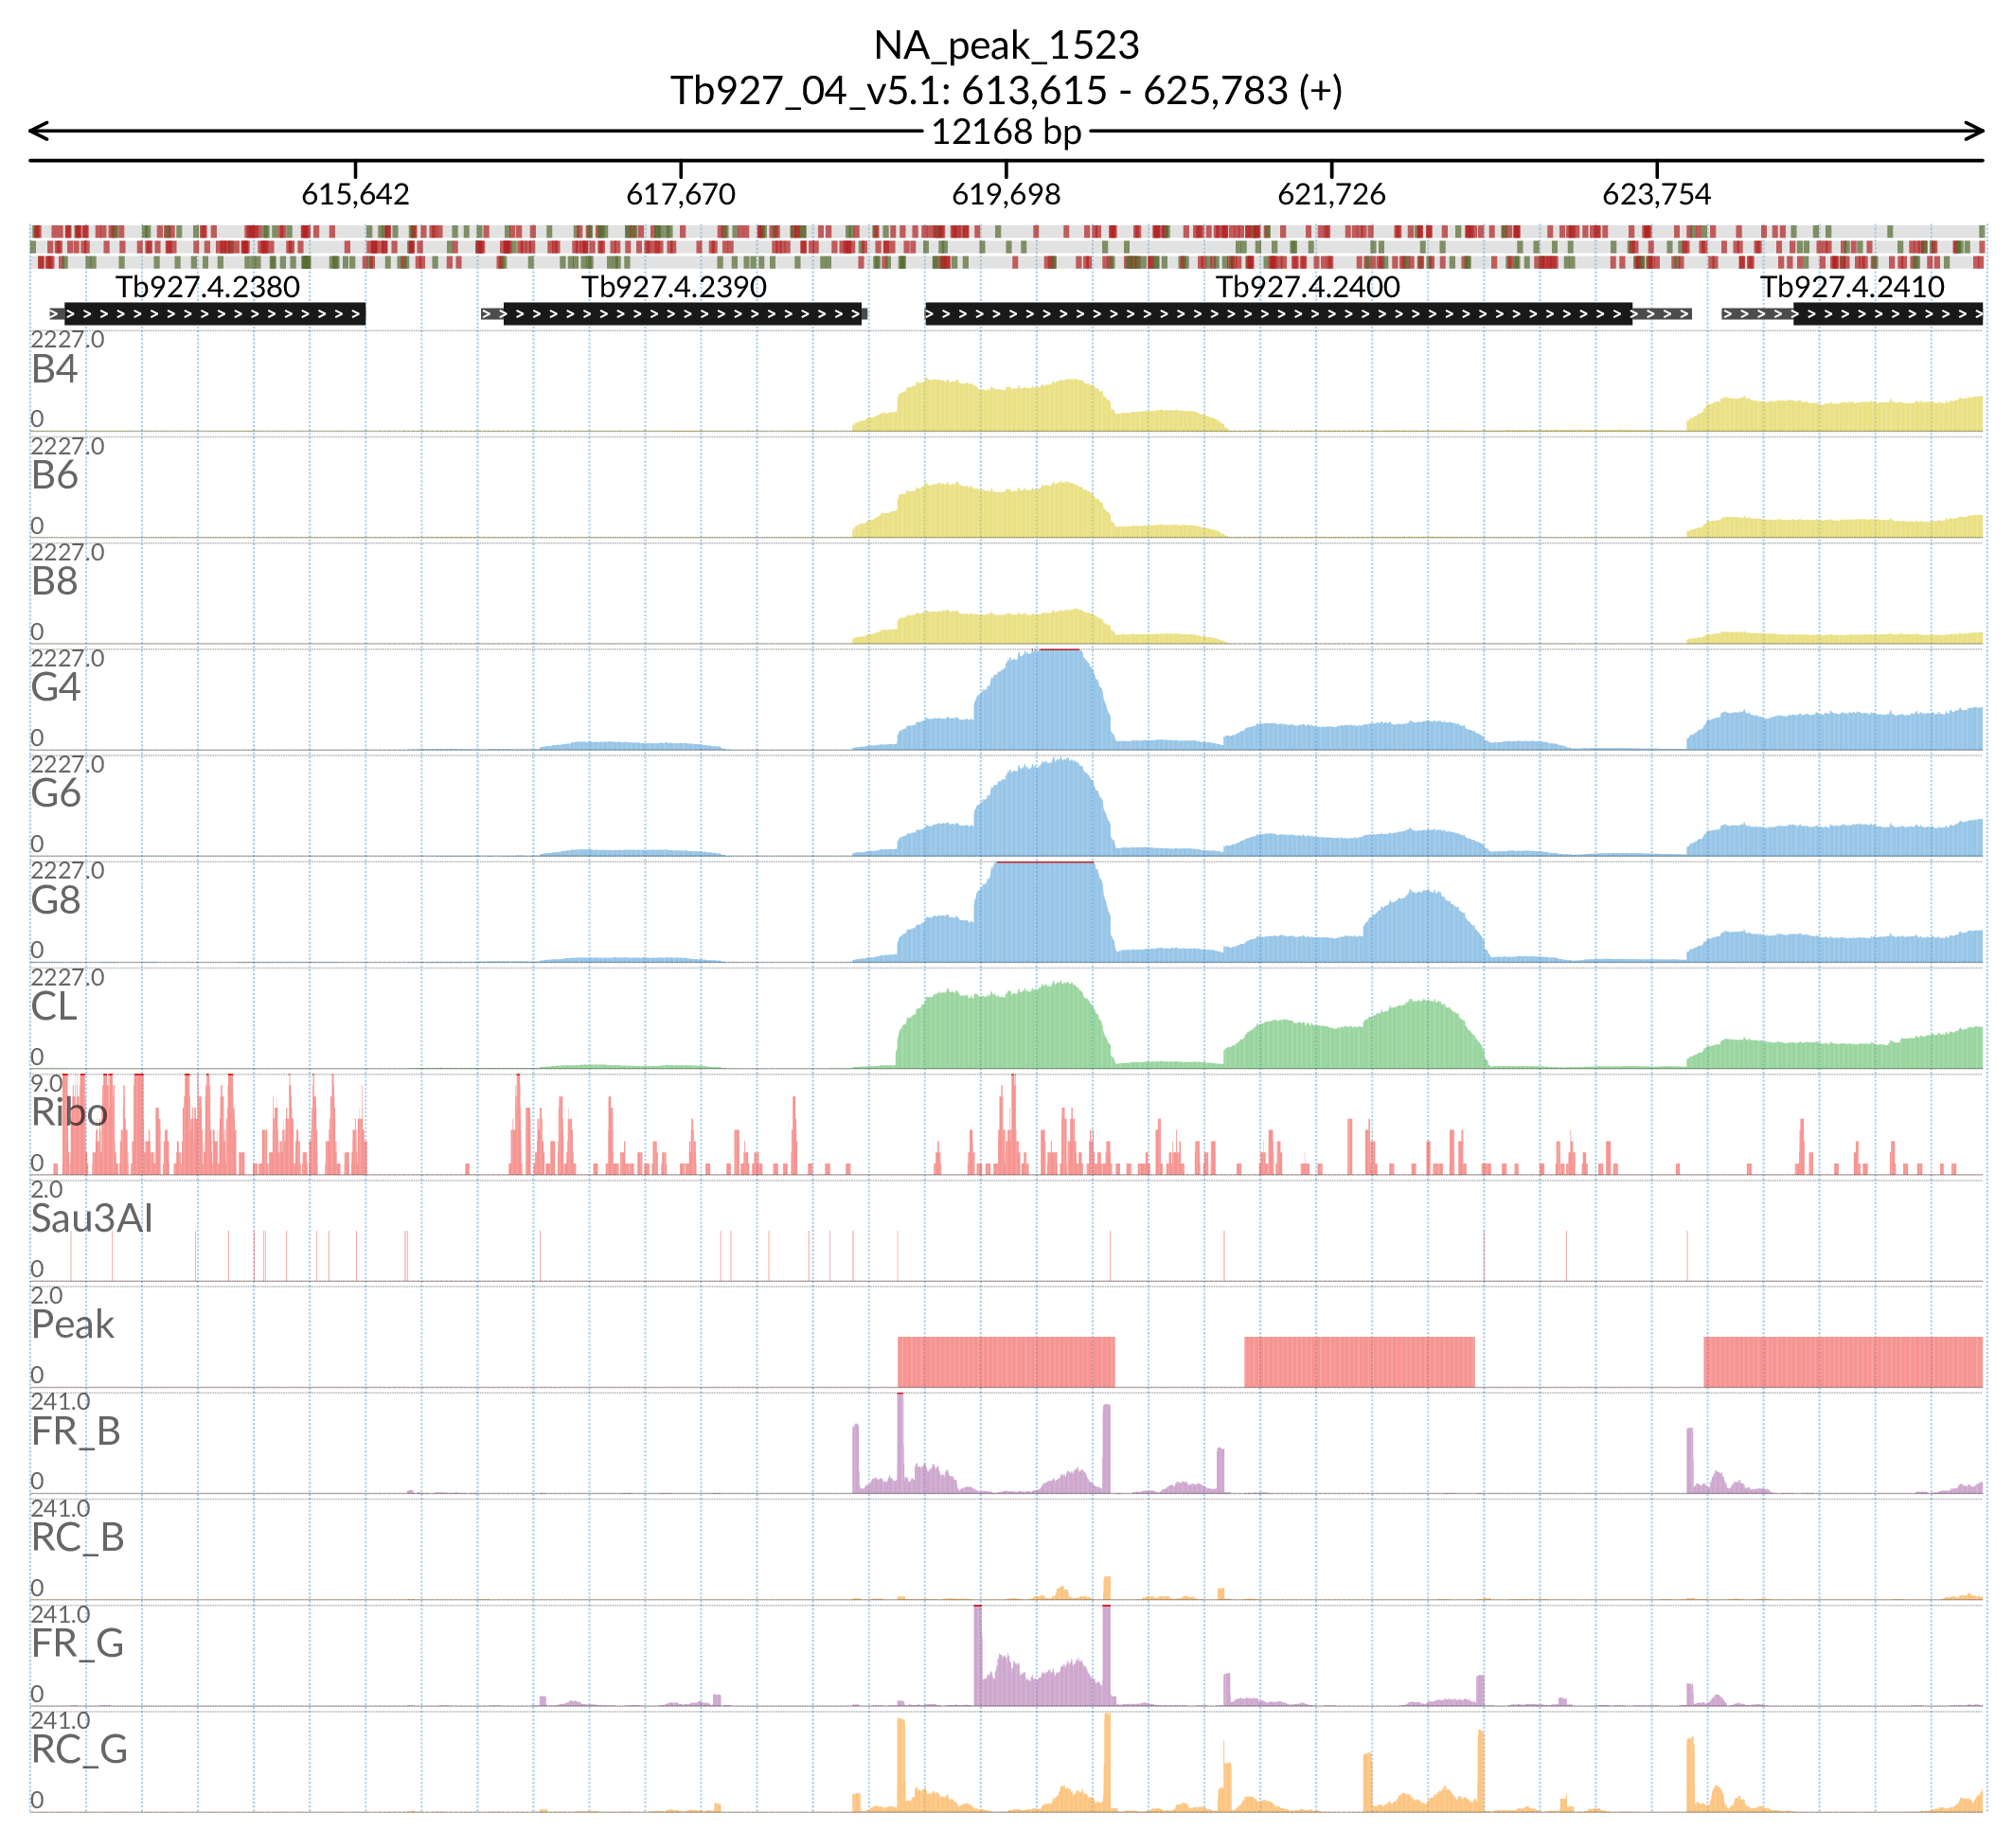 NA_peak_1523
Tb927_04_v5.1: 613,615 - 625,783 (+)
12168 bp
615,642 617,670 619,698 621,726 623,754
Tb927.4.2380 Tb927.4.2390 Tb927.4.2400 Tb927.4.2410
2227.0
B4
0
2227.0
B6
0
2227.0
B8
0
2227.0
G4
0
2227.0
G6
0
2227.0
G8
0
2227.0
CL
0
9.0
Ribo
0
2.0
Sau3AI
0
2.0
Peak
0
241.0
FR_B
0
241.0
RC_B
0
241.0
FR_G
0
241.0
RC_G
0